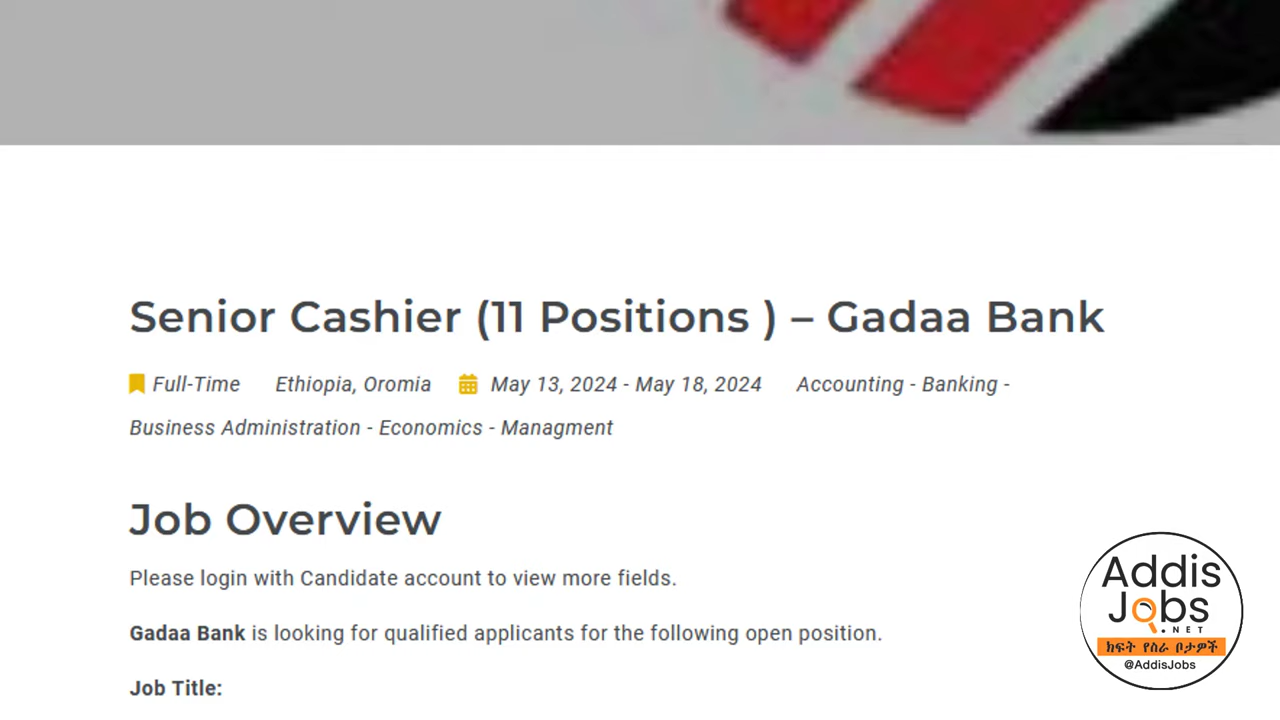 Senior Cashier (11 Positions ) – Gadaa Bank
Full-Time Ethiopia, Oromia May 13, 2024 - May 18, 2024 Accounting - Banking -
Business Administration - Economics - Managment
Job Overview
Please login with Candidate account to view more fields.
Gadaa Bank is looking for qualified applicants for the following open position.
Job Title:
Addis
Jobs
.NET
ክፍት የስራ ቦታዎች
@AddisJobs